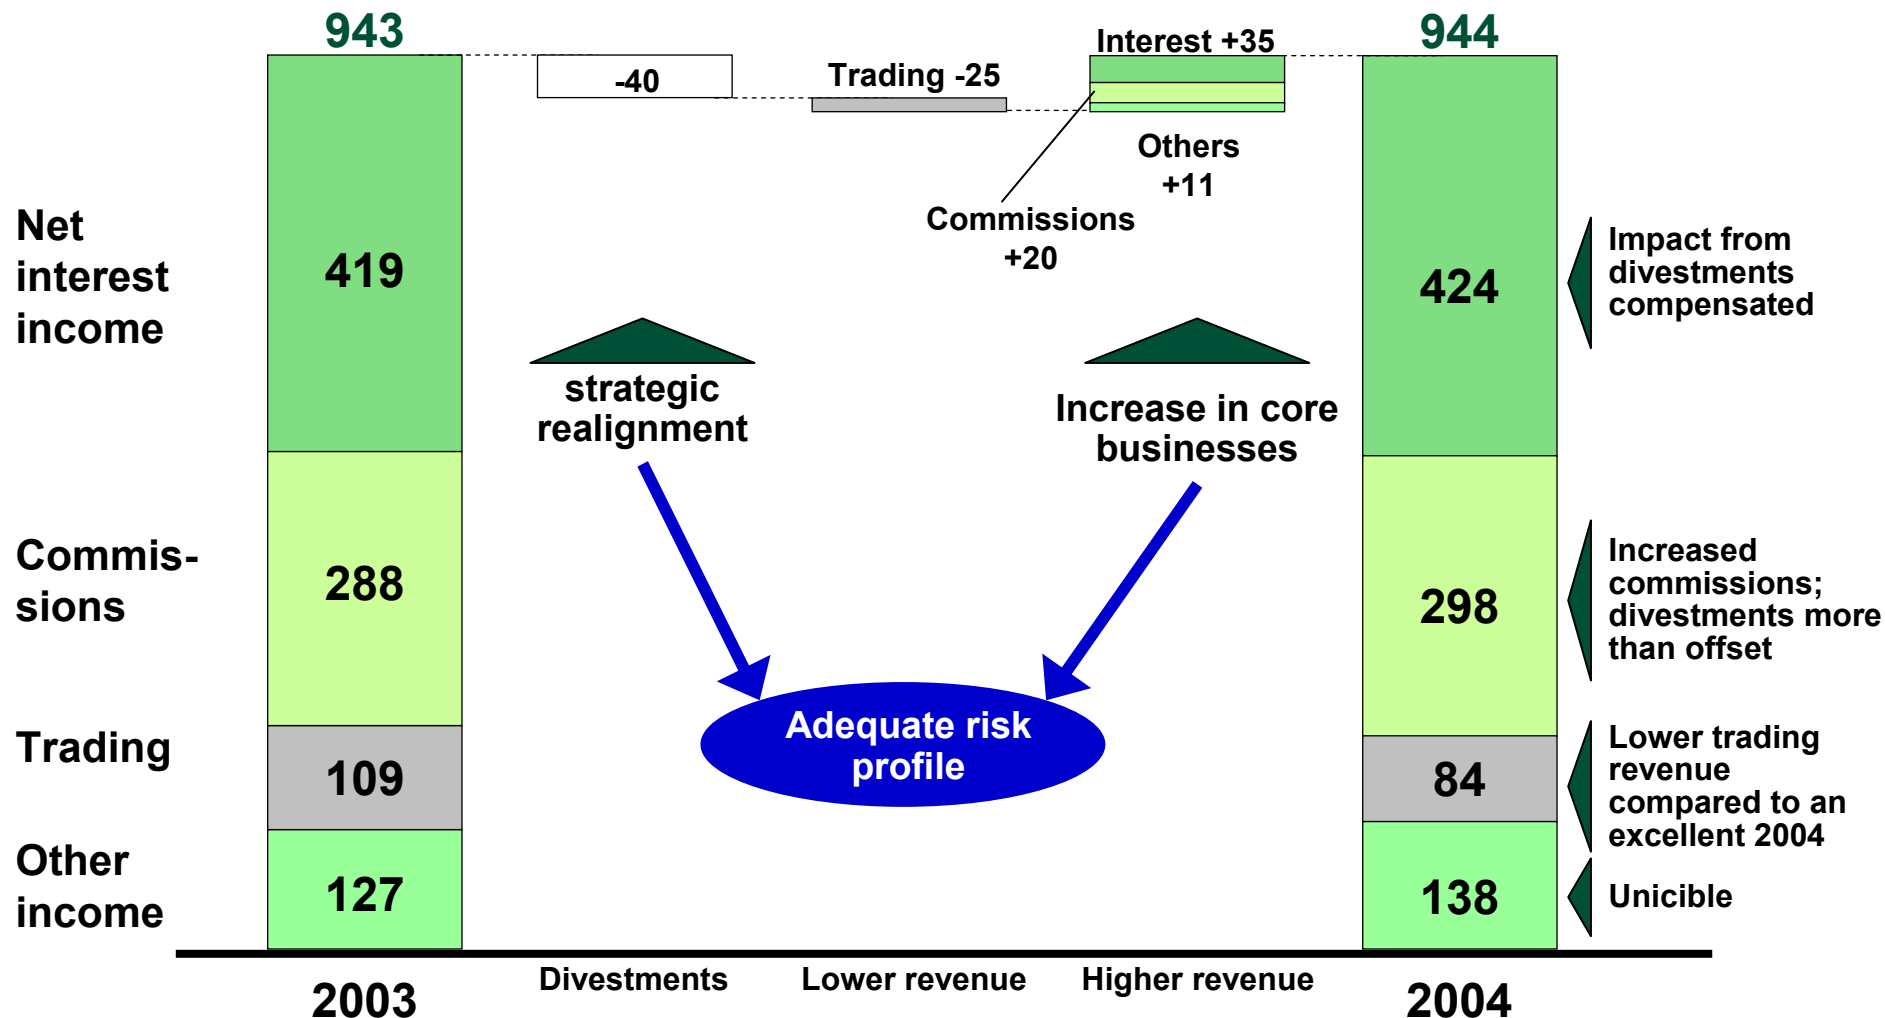 943
-40
Trading -25
Interest +35
944
Others
+11
Commissions
+20
Net
interest
income
419
424
Impact from
divestments
compensated
strategic
realignment
Increase in core
businesses
Commis-
sions
288
298
Increased
commissions;
divestments more
than offset
Adequate risk
profile
Trading
109
84
Lower trading
revenue
compared to an
excellent 2004
Other
income
127
138
Unicible
2003
Divestments
Lower revenue
Higher revenue
2004